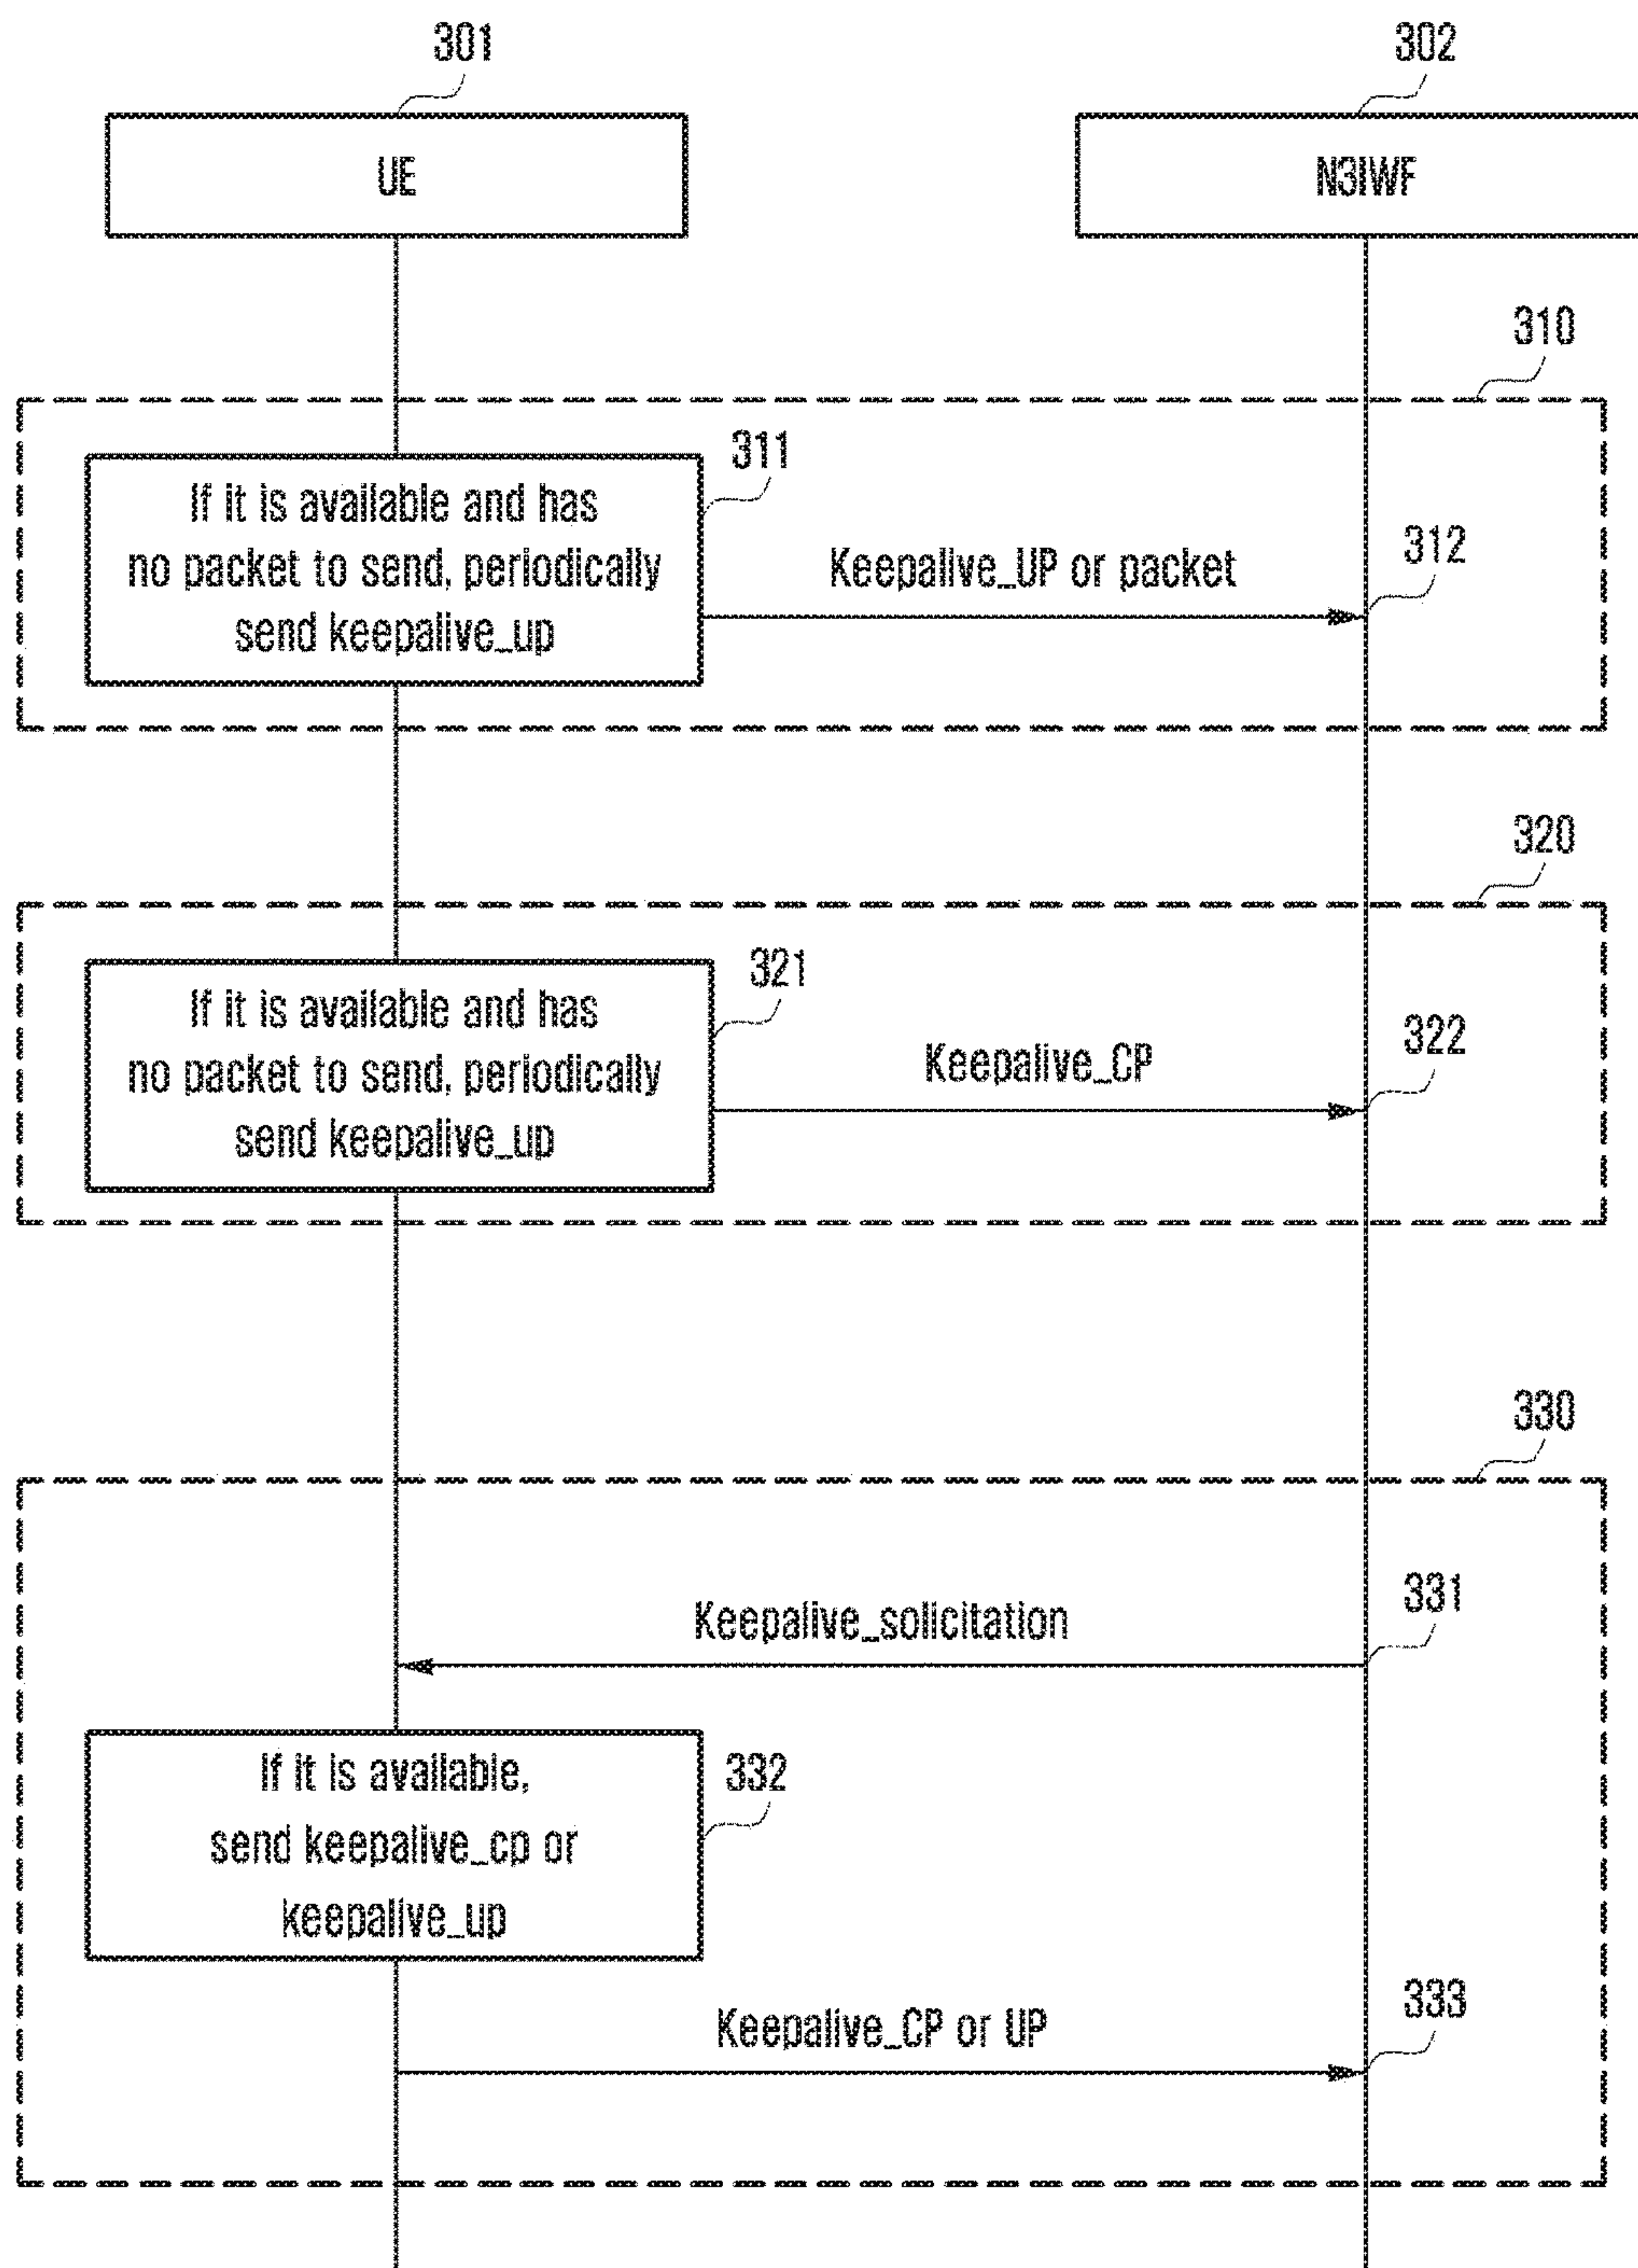 301
302
UE
N3IWF
310
311
If it is available and has
no packet to send, periodically
send keepalive_up
Keepalive_UP or packet
312
320
321
If it is available and has
no packet to send, periodically
send keepalive_up
Keepalive_CP
322
330
331
Keepalive_solicitation
332
If it is available,
send keepalive_cp or
keepalive_up
333
Keepalive_CP or UP